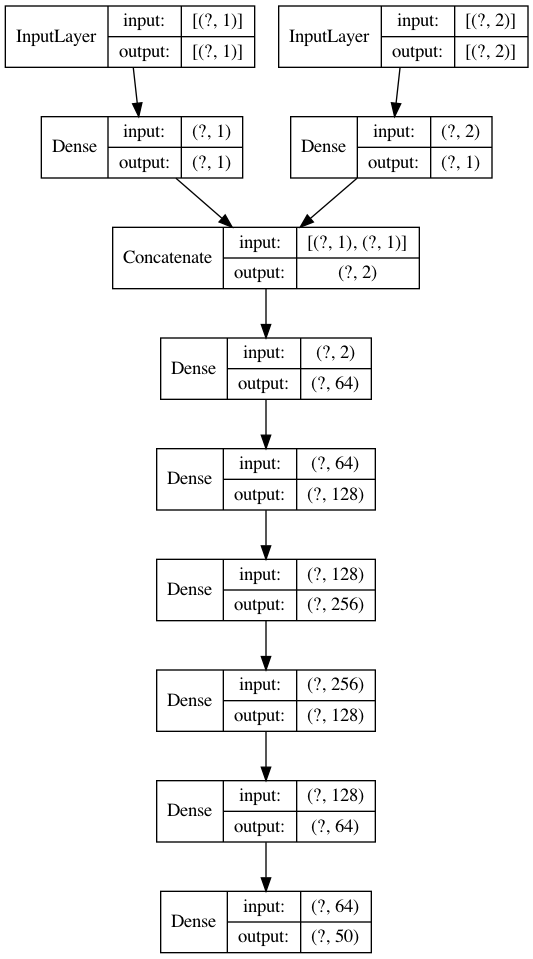 InputLayer input: [(?, 1)]
output: [(?, 1)]
InputLayer input: [(?, 2)]
output: [(?, 2)]
Dense input: (?, 1)
output: (?, 1)
Dense input: (?, 2)
output: (?, 1)
Concatenate input: [(?, 1), (?, 1)]
output: (?, 2)
Dense input: (?, 2)
output: (?, 64)
Dense input: (?, 64)
output: (?, 128)
Dense input: (?, 128)
output: (?, 256)
Dense input: (?, 256)
output: (?, 128)
Dense input: (?, 128)
output: (?, 64)
Dense input: (?, 64)
output: (?, 50)